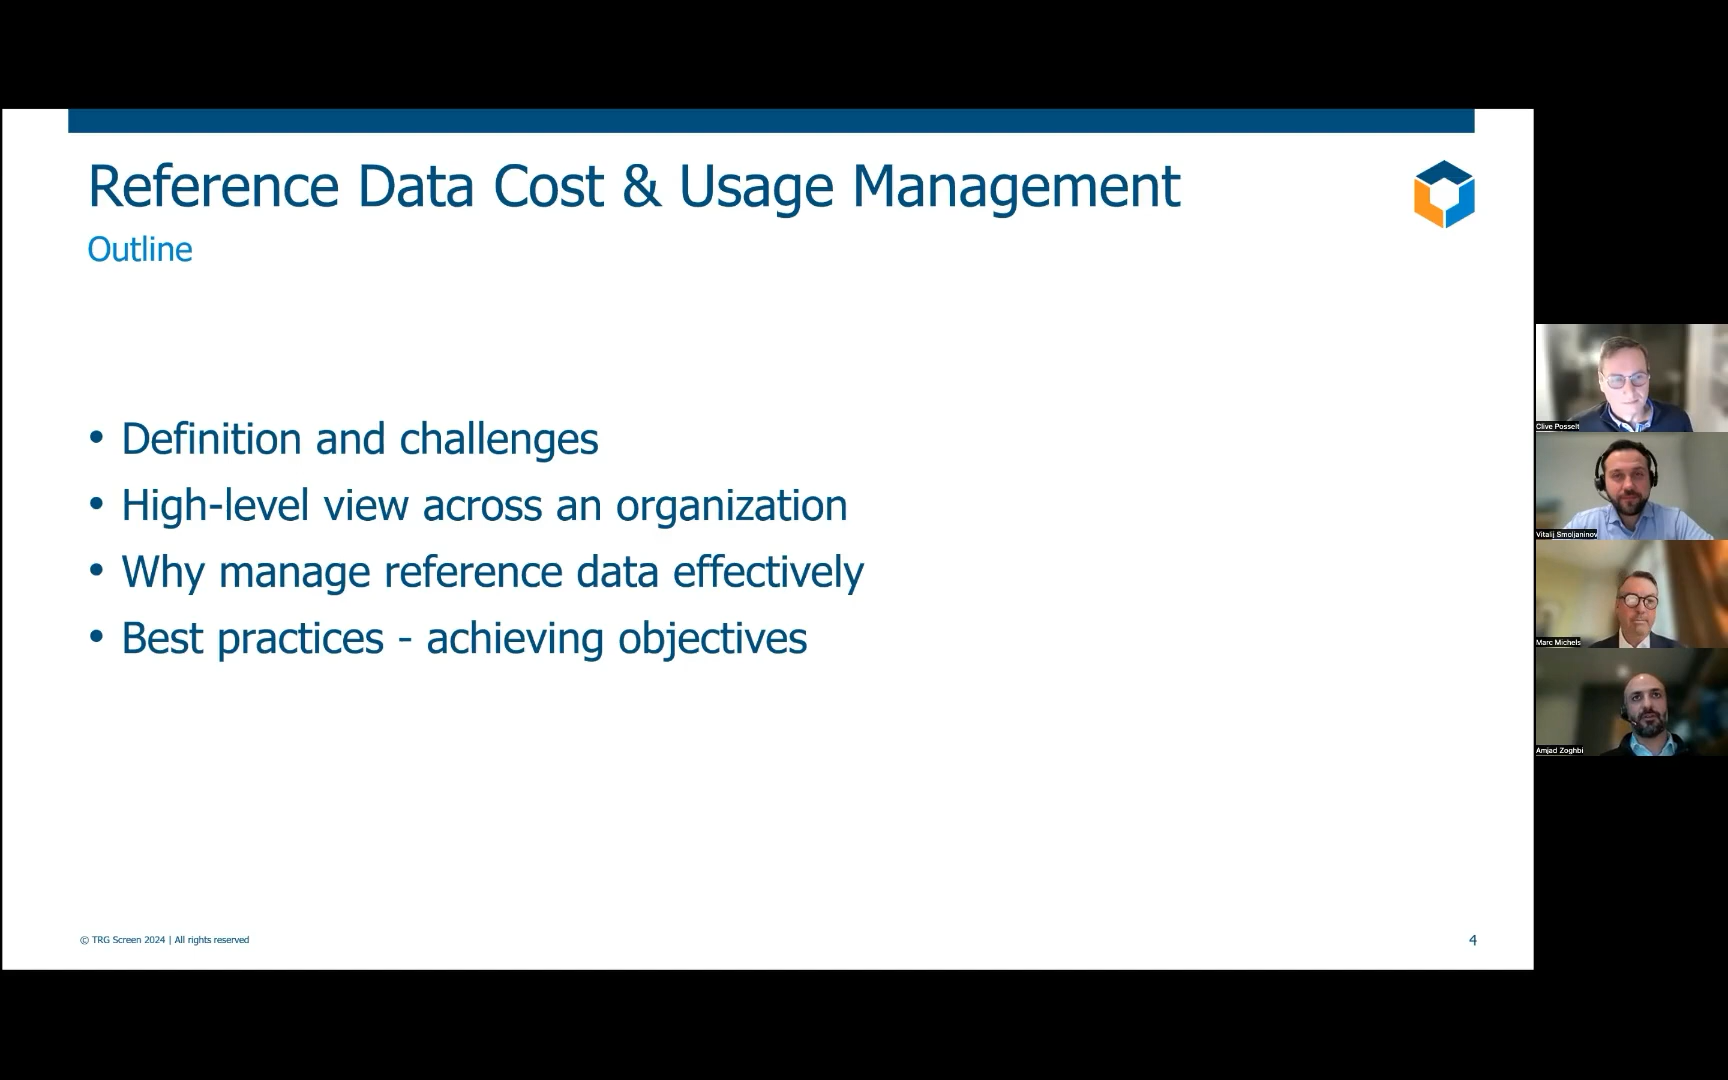 Reference Data Cost & Usage Management
Outline
• Definition and challenges
• High-level view across an organization
• Why manage reference data effectively
• Best practices - achieving objectives
© TRG Screen 2024 | All rights reserved
4
Clive Posselt
Vitalij Smoljaninov
Marc Michels
Amjad Zoghbi